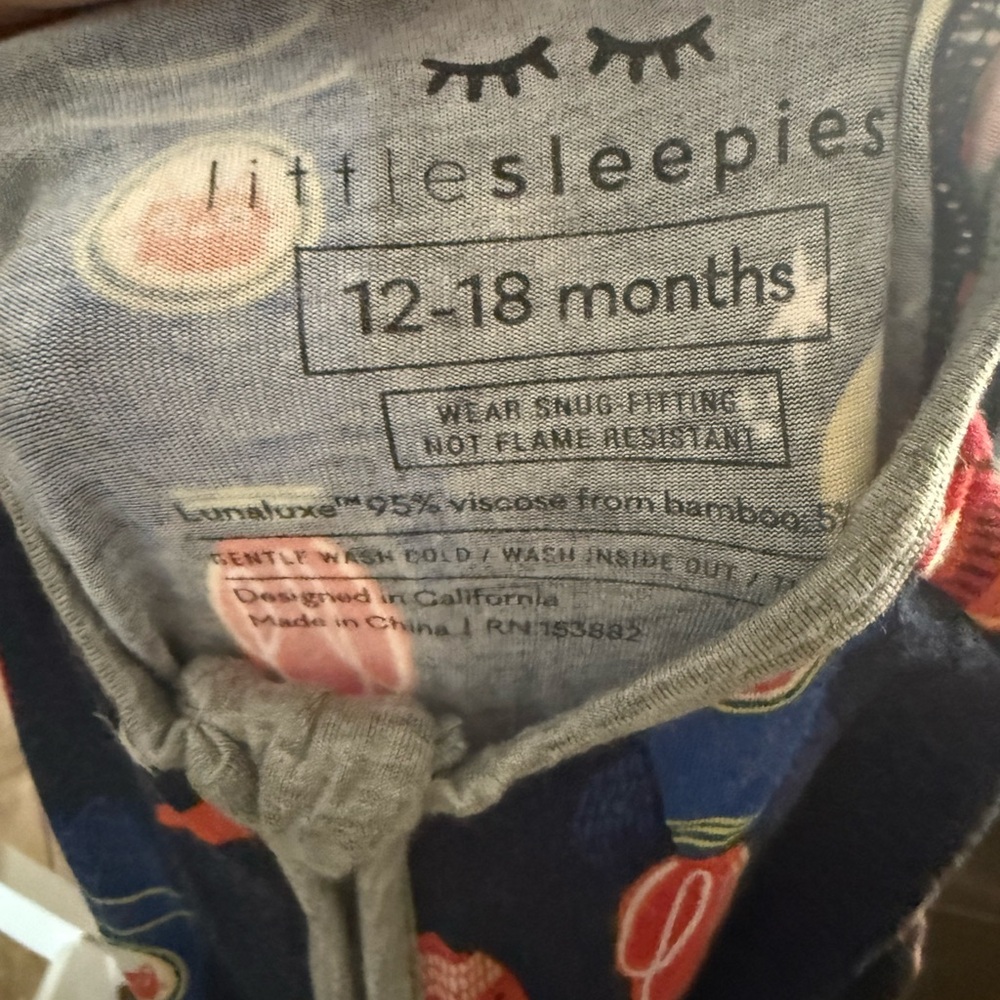 littlesleepies
12-18 months
WEAR SNUG-FITTING
NOT FLAME RESISTANT
Lunaluxe™ 95% viscose from bamboo, 5%
GENTLE WASH COLD / WASH INSIDE OUT /
Designed in California
Made in China | RN 153882